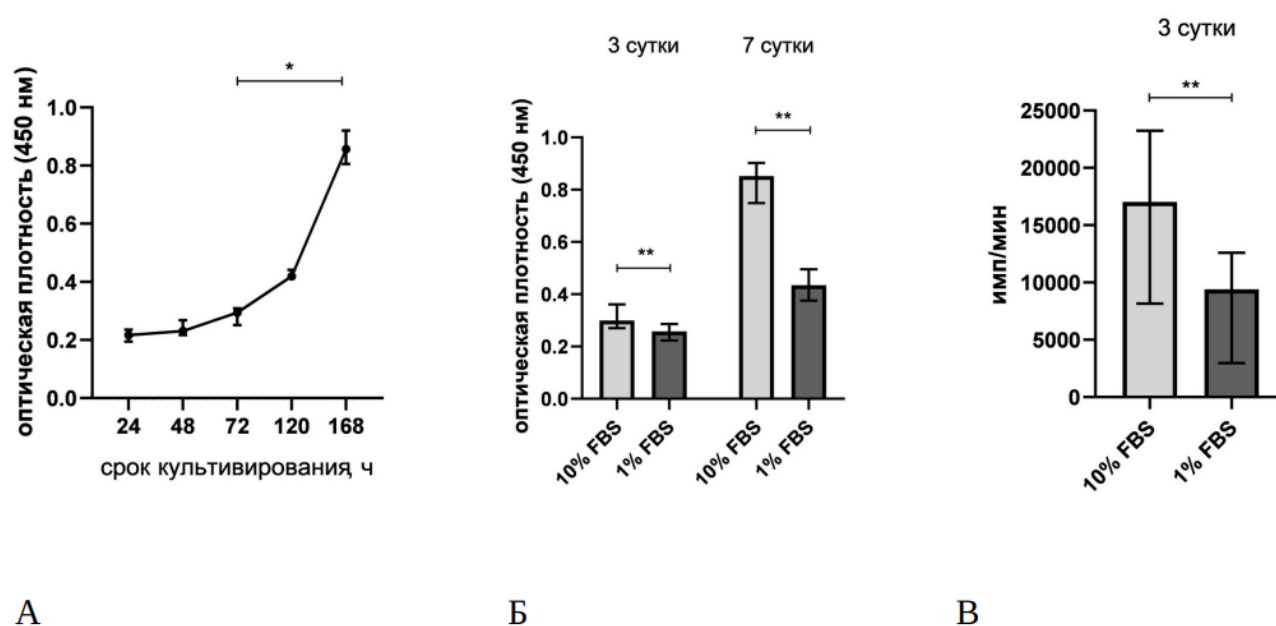 *
оптическая плотность (450 нм)
1.0
0.8
0.6
0.4
0.2
0.0
24 48 72 120 168
срок культивирования, ч
А
3 сутки 7 сутки
** **
оптическая плотность (450 нм)
1.0
0.8
0.6
0.4
0.2
0.0
10% FBS 1% FBS 10% FBS 1% FBS
Б
3 сутки
**
имп/мин
25000
20000
15000
10000
5000
0
10% FBS 1% FBS
В